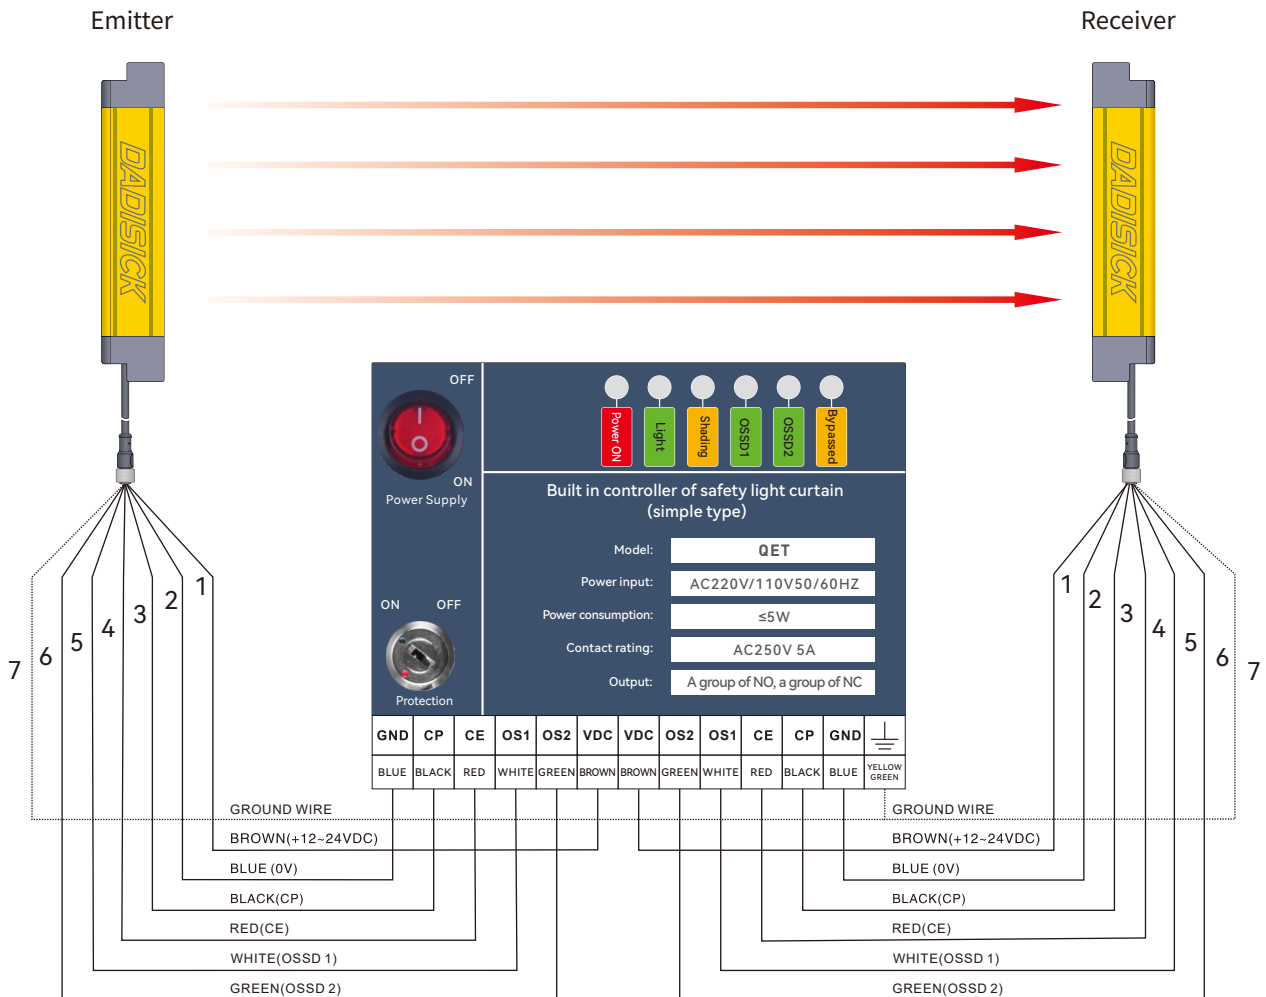 Emitter
Receiver
DADISICK
DADISICK
OFF
ON
Power Supply
ON OFF
Protection
Power ON
Light
Shading
OSSD1
OSSD2
Bypassed
Built in controller of safety light curtain
(simple type)
Model: QET
Power input: AC220V/110V50/60HZ
Power consumption: ≤5W
Contact rating: AC250V 5A
Output: A group of NO, a group of NC
GND CP CE OS1 OS2 VDC VDC OS2 OS1 CE CP GND
BLUE BLACK RED WHITE GREEN BROWN BROWN GREEN WHITE RED BLACK BLUE YELLOW GREEN
7 6 5 4 3 2 1
1 2 3 4 5 6 7
GROUND WIRE
BROWN(+12~24VDC)
BLUE (0V)
BLACK(CP)
RED(CE)
WHITE(OSSD 1)
GREEN(OSSD 2)
GROUND WIRE
BROWN(+12~24VDC)
BLUE (0V)
BLACK(CP)
RED(CE)
WHITE(OSSD 1)
GREEN(OSSD 2)